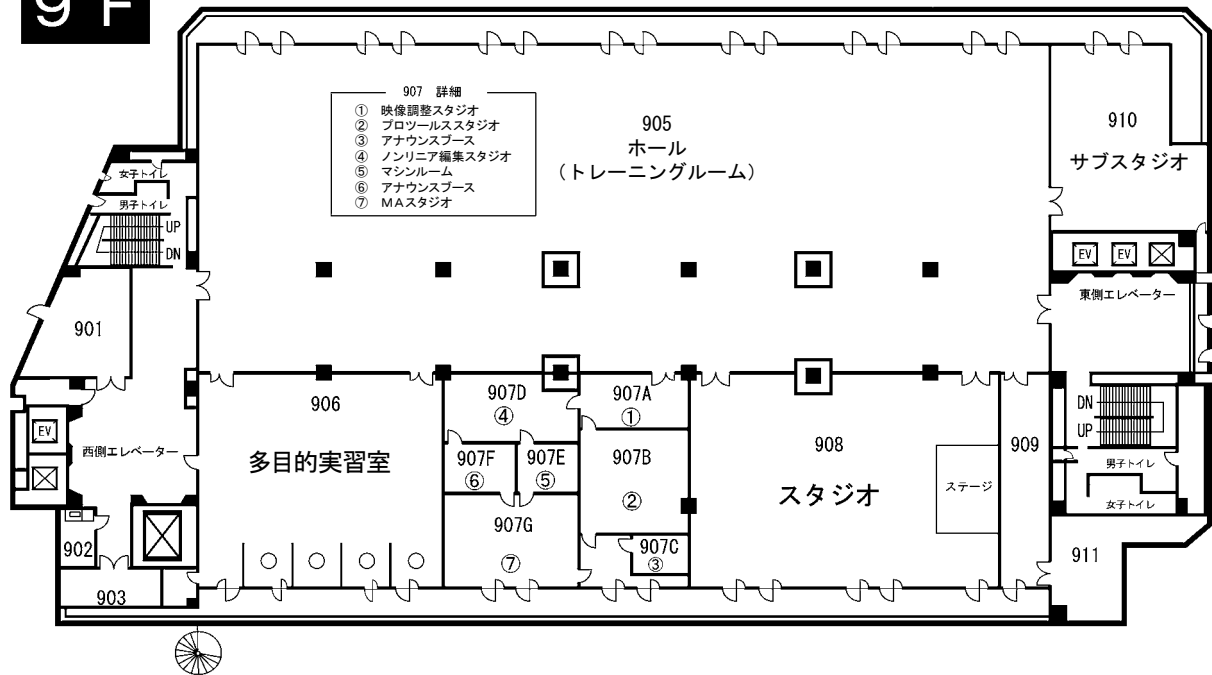 9F
907 詳細
① 映像調整スタジオ
② プロツールススタジオ
③ アナウンスブース
④ ノンリニア編集スタジオ
⑤ マシンルーム
⑥ アナウンスブース
⑦ MAスタジオ
905
ホール
(トレーニングルーム)
910
サブスタジオ
女子トイレ
男子トイレ
UP
DN
EV
EV
東側エレベーター
901
906
多目的実習室
907D
④
907A
①
907F
⑥
907E
⑤
907B
②
907G
⑦
907C
③
908
スタジオ
ステージ
909
DN
UP
男子トイレ
女子トイレ
EV
西側エレベーター
902
903
911